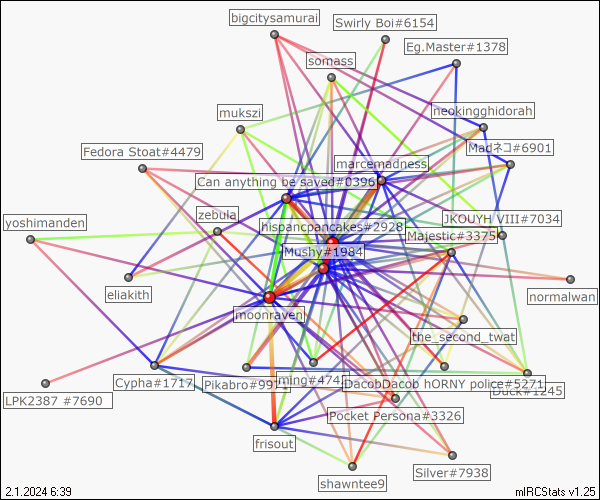 bigcitysamurai
Swirly Boi#6154
Eg.Master#1378
somass
neokingghidorah
mukszi
Madネコ#6901
Fedora Stoat#4479
marcemadness
Can anything be saved#0396
zebula
JKOUYH VIII#7034
yoshimanden
hispancpancakes#2928
Majestic#3375
Mushy#1984
eliakith
normalwan
moonraven
the_second_twat
Cypha#1717
Pikabro#991
ming#474
DacobDacob hORNY police#5271
Duck#1245
LPK2387 #7690
Pocket Persona#3326
frisout
Silver#7938
shawntee9
2.1.2024 6:39
mIRCStats v1.25